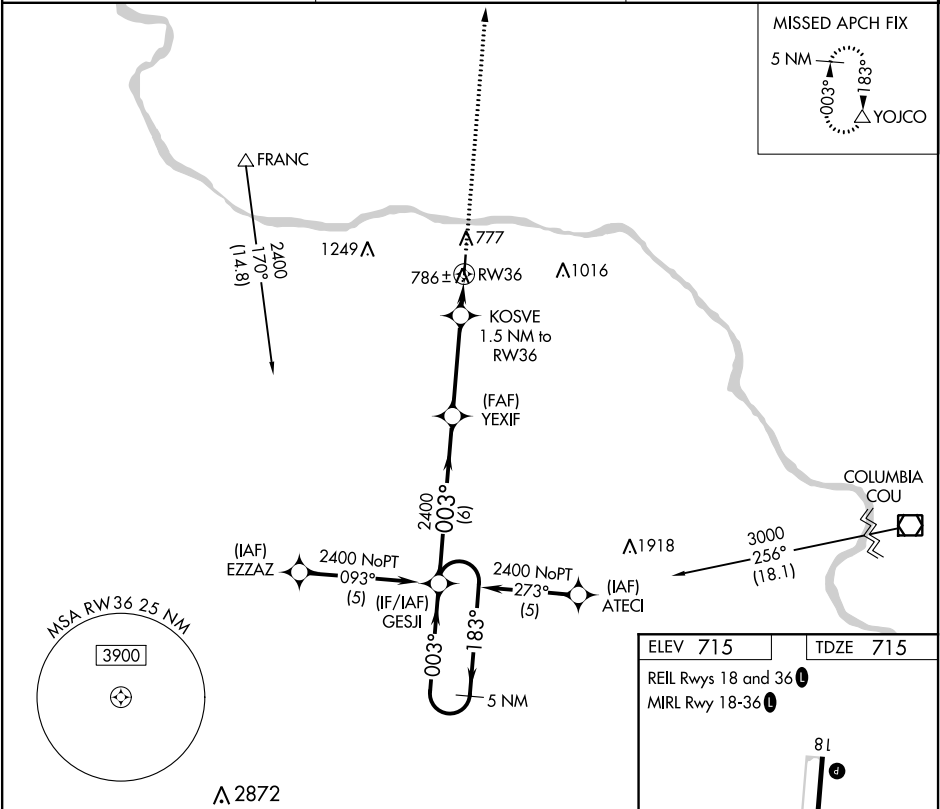 MISSED APCH FIX
5 NM
003°
183°
YOJCO
FRANC
2400
170°
(14.8)
1249
777
786±
RW36
1016
KOSVE
1.5 NM to
RW36
(FAF)
YEXIF
2400
003°
(6)
COLUMBIA
COU
3000
256°
(18.1)
1918
(IAF)
EZZAZ
2400 NoPT
093°
(5)
(IF/IAF)
GESJI
2400 NoPT
273°
(5)
(IAF)
ATECI
003°
183°
5 NM
MSA RW36 25 NM
3900
2872
ELEV 715
TDZE 715
REIL Rwys 18 and 36 L
MIRL Rwy 18-36 L
18
P